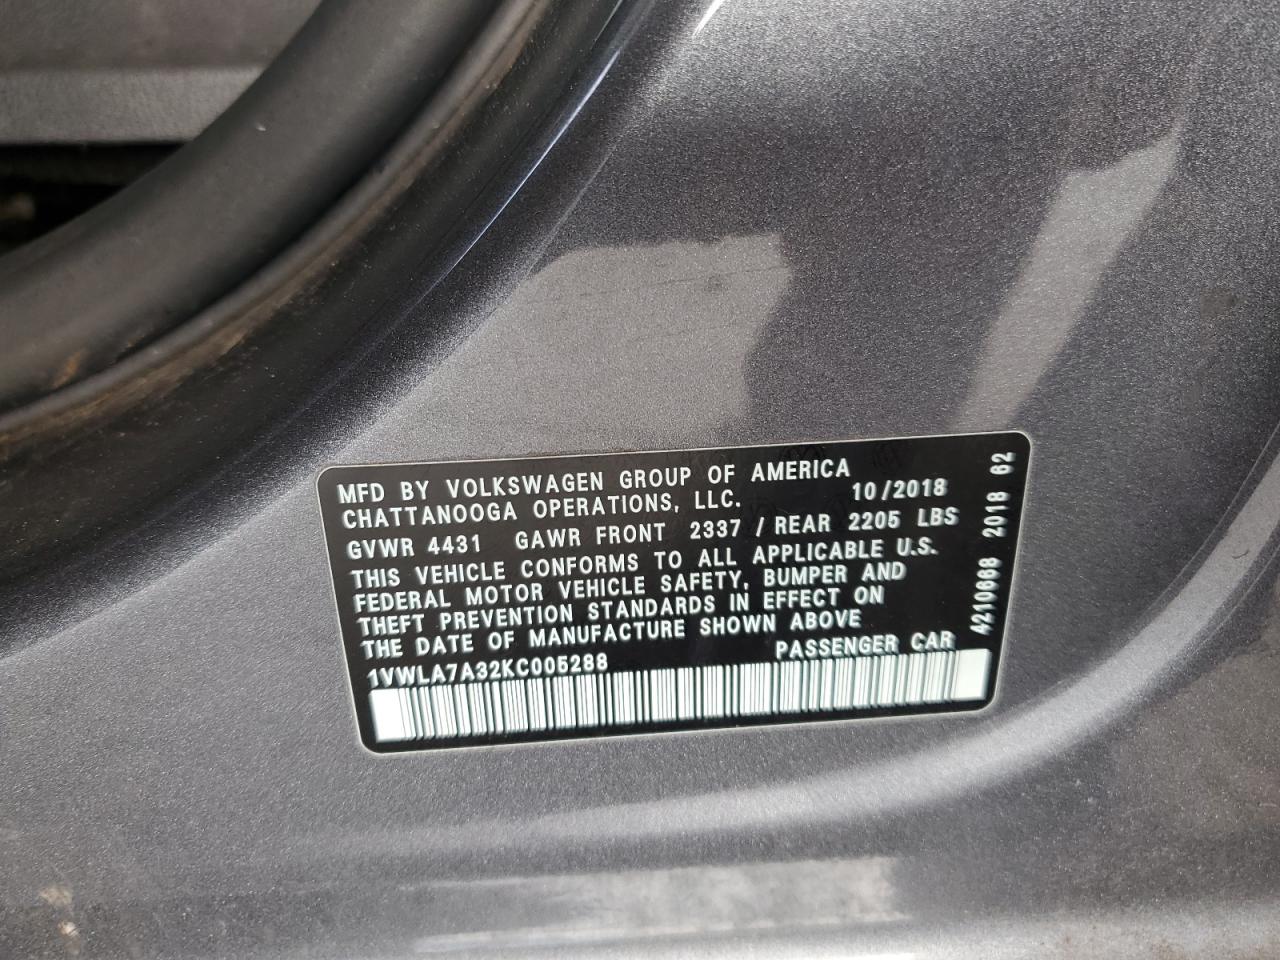 MFD BY VOLKSWAGEN GROUP OF AMERICA
CHATTANOOGA OPERATIONS, LLC. 10/2018
GVWR 4431 GAWR FRONT 2337 / REAR 2205 LBS
THIS VEHICLE CONFORMS TO ALL APPLICABLE U.S.
FEDERAL MOTOR VEHICLE SAFETY, BUMPER AND
THEFT PREVENTION STANDARDS IN EFFECT ON
THE DATE OF MANUFACTURE SHOWN ABOVE
1VWLA7A32KC005288 PASSENGER CAR
4210668 2018 62